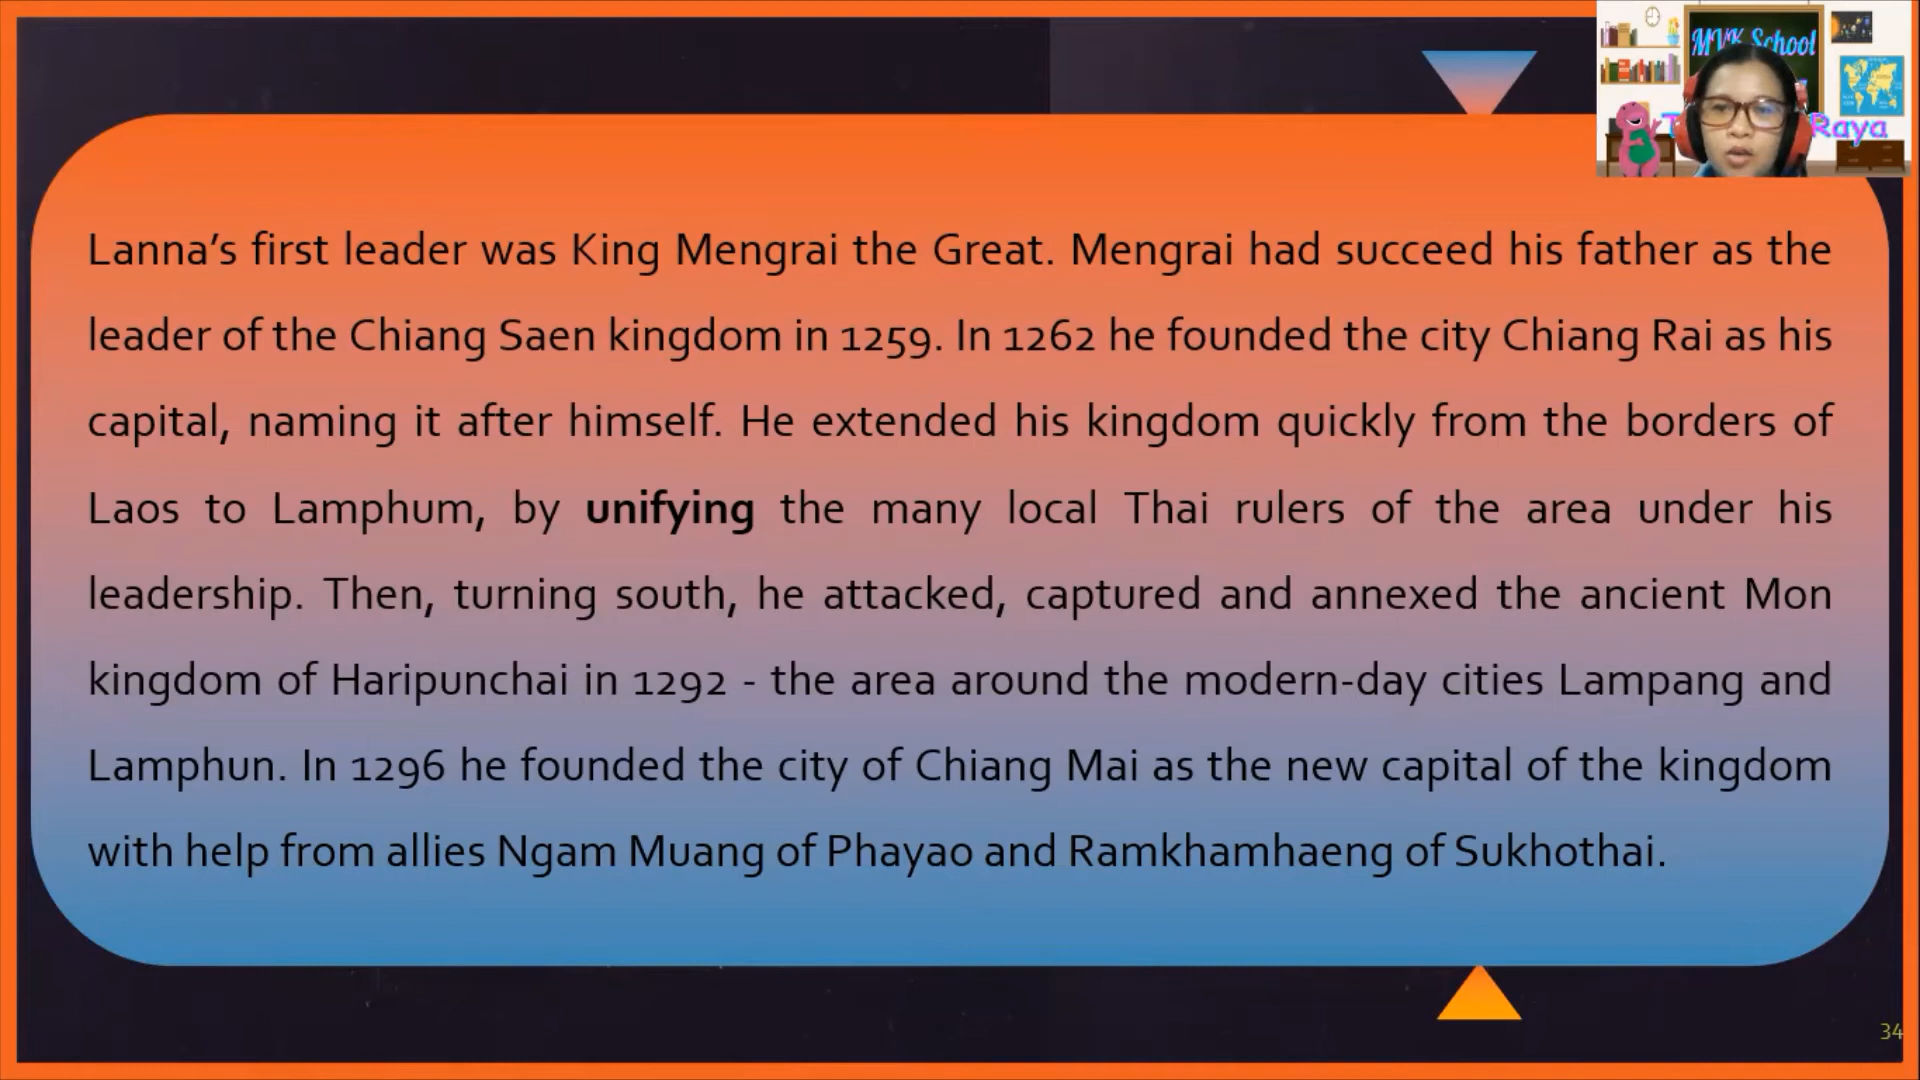 MVK School
Raya
Lanna's first leader was King Mengrai the Great. Mengrai had succeed his father as the
leader of the Chiang Saen kingdom in 1259. In 1262 he founded the city Chiang Rai as his
capital, naming it after himself. He extended his kingdom quickly from the borders of
Laos to Lamphum, by unifying the many local Thai rulers of the area under his
leadership. Then, turning south, he attacked, captured and annexed the ancient Mon
kingdom of Haripunchai in 1292 - the area around the modern-day cities Lampang and
Lamphun. In 1296 he founded the city of Chiang Mai as the new capital of the kingdom
with help from allies Ngam Muang of Phayao and Ramkhamhaeng of Sukhothai.
34